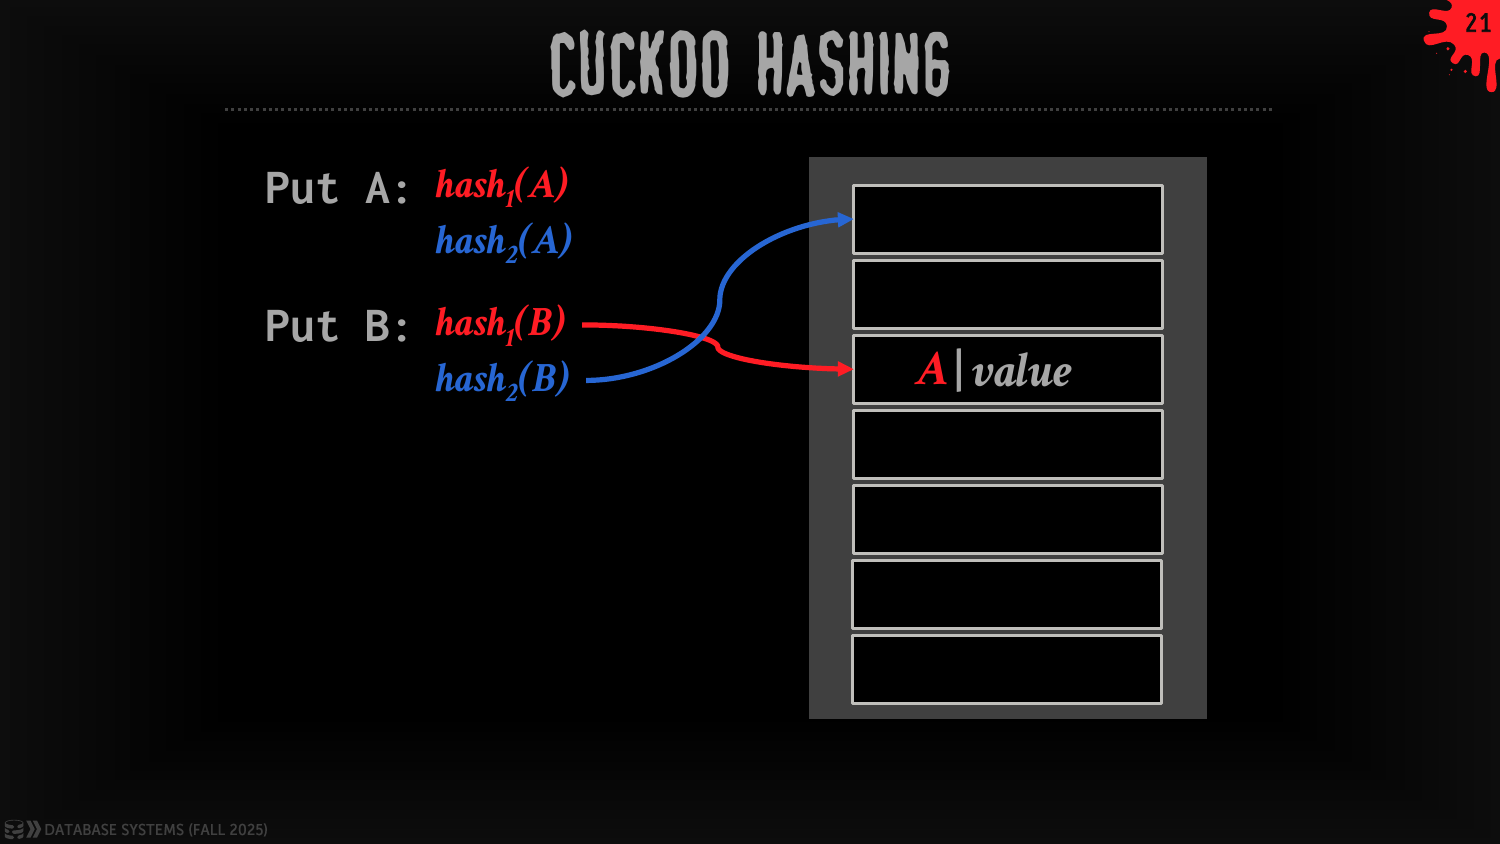 21
CUCKOO HASHING
Put A: hash1(A)
hash2(A)
Put B: hash1(B)
hash2(B)
A|value
DATABASE SYSTEMS (FALL 2025)